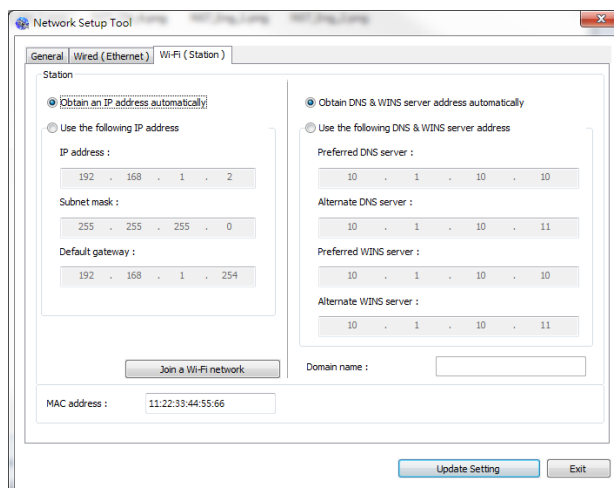 Network Setup Tool
General
Wired ( Ethernet )
Wi-Fi ( Station )
Station
Obtain an IP address automatically
Use the following IP address
IP address :
192 . 168 . 1 . 2
Subnet mask :
255 . 255 . 255 . 0
Default gateway :
192 . 168 . 1 . 254
Join a Wi-Fi network
Obtain DNS & WINS server address automatically
Use the following DNS & WINS server address
Preferred DNS server :
10 . 1 . 10 . 10
Alternate DNS server :
10 . 1 . 10 . 11
Preferred WINS server :
10 . 1 . 10 . 10
Alternate WINS server :
10 . 1 . 10 . 11
Domain name :
MAC address :
11:22:33:44:55:66
Update Setting
Exit